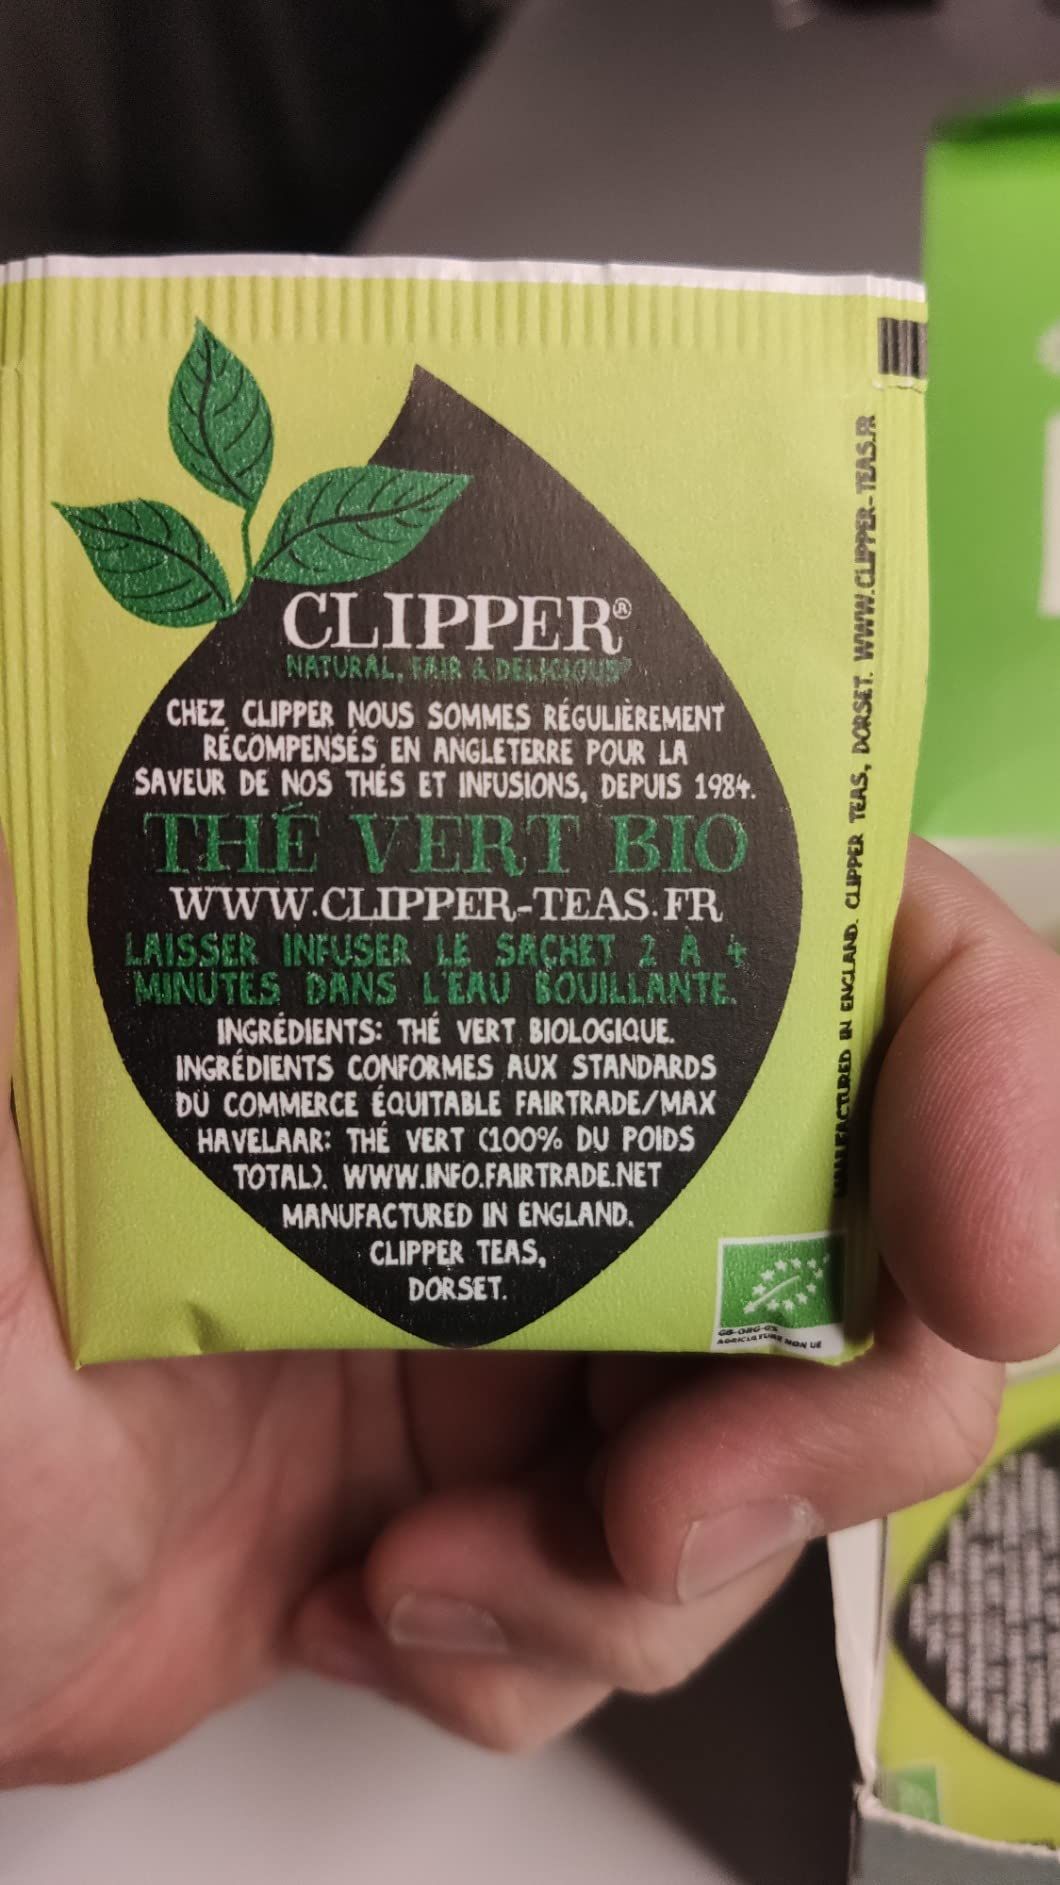 CLIPPER®
NATURAL, FAIR & DELICIOUS®
CHEZ CLIPPER NOUS SOMMES RÉGULIÈREMENT
RÉCOMPENSÉS EN ANGLETERRE POUR LA
SAVEUR DE NOS THÉS ET INFUSIONS, DEPUIS 1984.
THÉ VERT BIO
WWW.CLIPPER-TEAS.FR
LAISSER INFUSER LE SACHET 2 À 4
MINUTES DANS L'EAU BOUILLANTE.
INGRÉDIENTS: THÉ VERT BIOLOGIQUE.
INGRÉDIENTS CONFORMES AUX STANDARDS
DU COMMERCE ÉQUITABLE FAIRTRADE/MAX
HAVELAAR: THÉ VERT (100% DU POIDS
TOTAL). WWW.INFO.FAIRTRADE.NET
MANUFACTURED IN ENGLAND.
CLIPPER TEAS,
DORSET.
MANUFACTURED IN ENGLAND. CLIPPER TEAS, DORSET. WWW.CLIPPER-TEAS.FR
AGRICULTURE NON UE